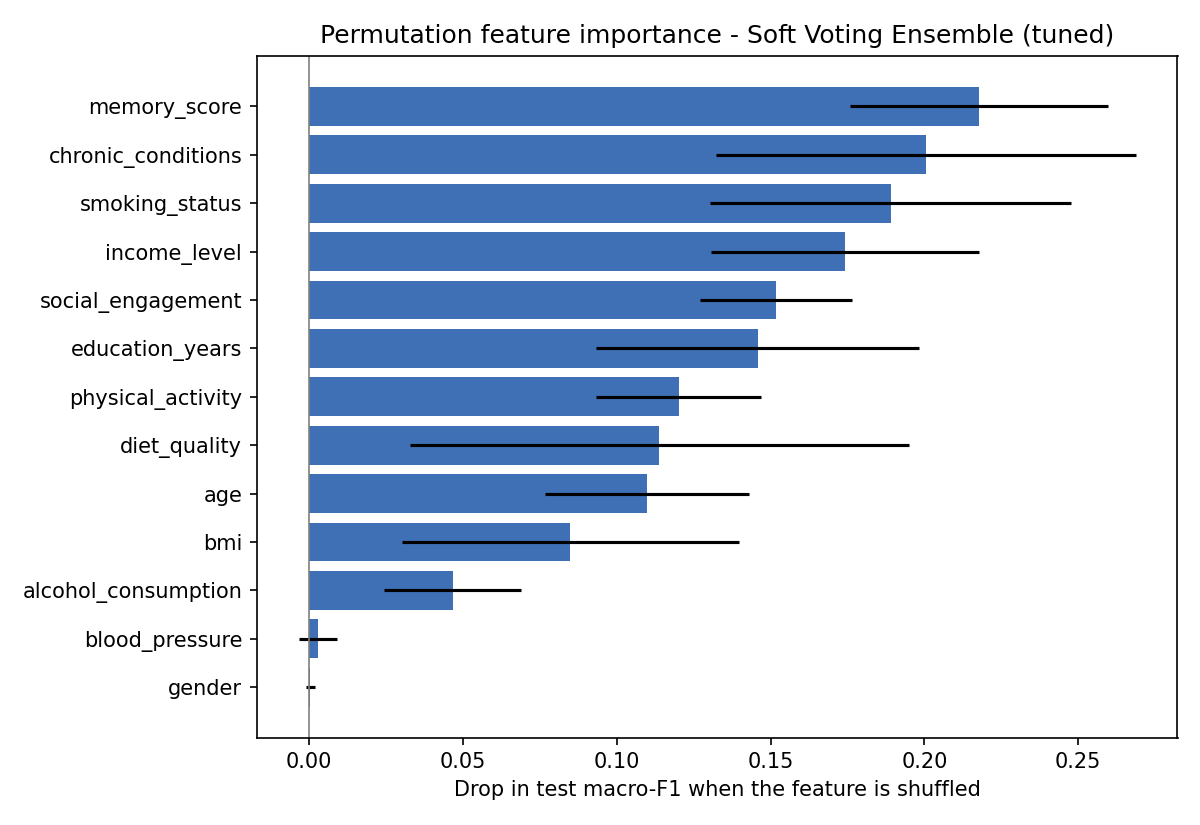 Permutation feature importance - Soft Voting Ensemble (tuned)
memory_score
chronic_conditions
smoking_status
income_level
social_engagement
education_years
physical_activity
diet_quality
age
bmi
alcohol_consumption
blood_pressure
gender
0.00 0.05 0.10 0.15 0.20 0.25
Drop in test macro-F1 when the feature is shuffled